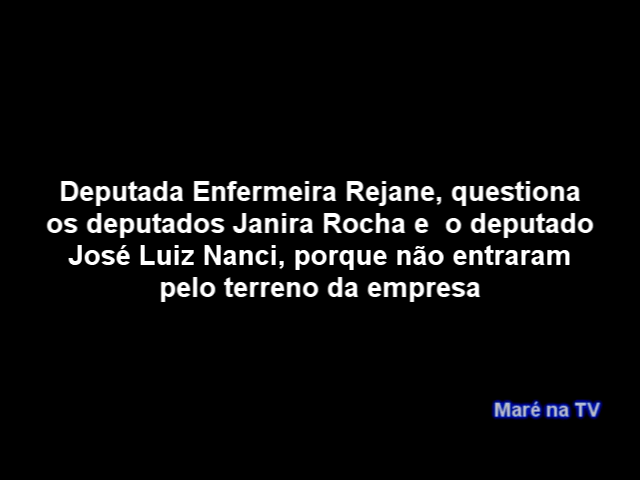 Deputada Enfermeira Rejane, questiona
os deputados Janira Rocha e  o deputado
José Luiz Nanci, porque não entraram
pelo terreno da empresa
Maré na TV